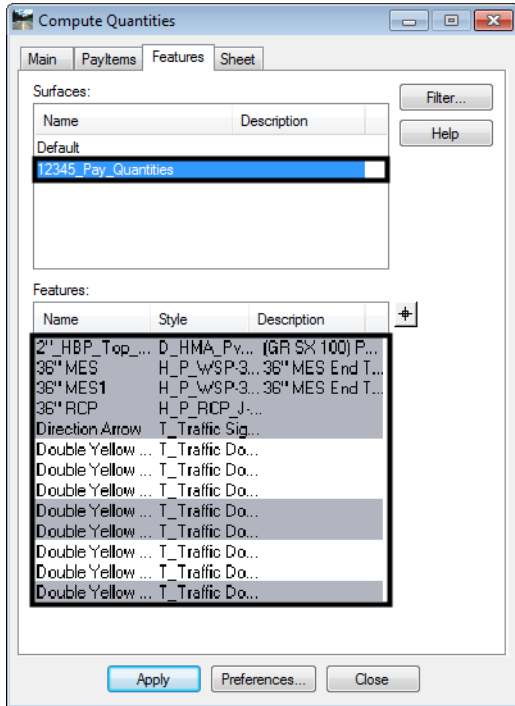 Compute Quantities
Main PayItems Features Sheet
Surfaces:
Filter...
Name Description
Help
Default
12345_Pay_Quantities
Features:
Name Style Description
2"_HBP_Top_... D_HMA_Pv... (GR SX 100) P...
36" MES H_P_WSP-3... 36" MES End T...
36" MES1 H_P_WSP-3... 36" MES End T...
36" RCP H_P_RCP_J-...
Direction Arrow T_Traffic Sig...
Double Yellow ... T_Traffic Do...
Double Yellow ... T_Traffic Do...
Double Yellow ... T_Traffic Do...
Double Yellow ... T_Traffic Do...
Double Yellow ... T_Traffic Do...
Double Yellow ... T_Traffic Do...
Double Yellow ... T_Traffic Do...
Double Yellow ... T_Traffic Do...
Apply Preferences... Close